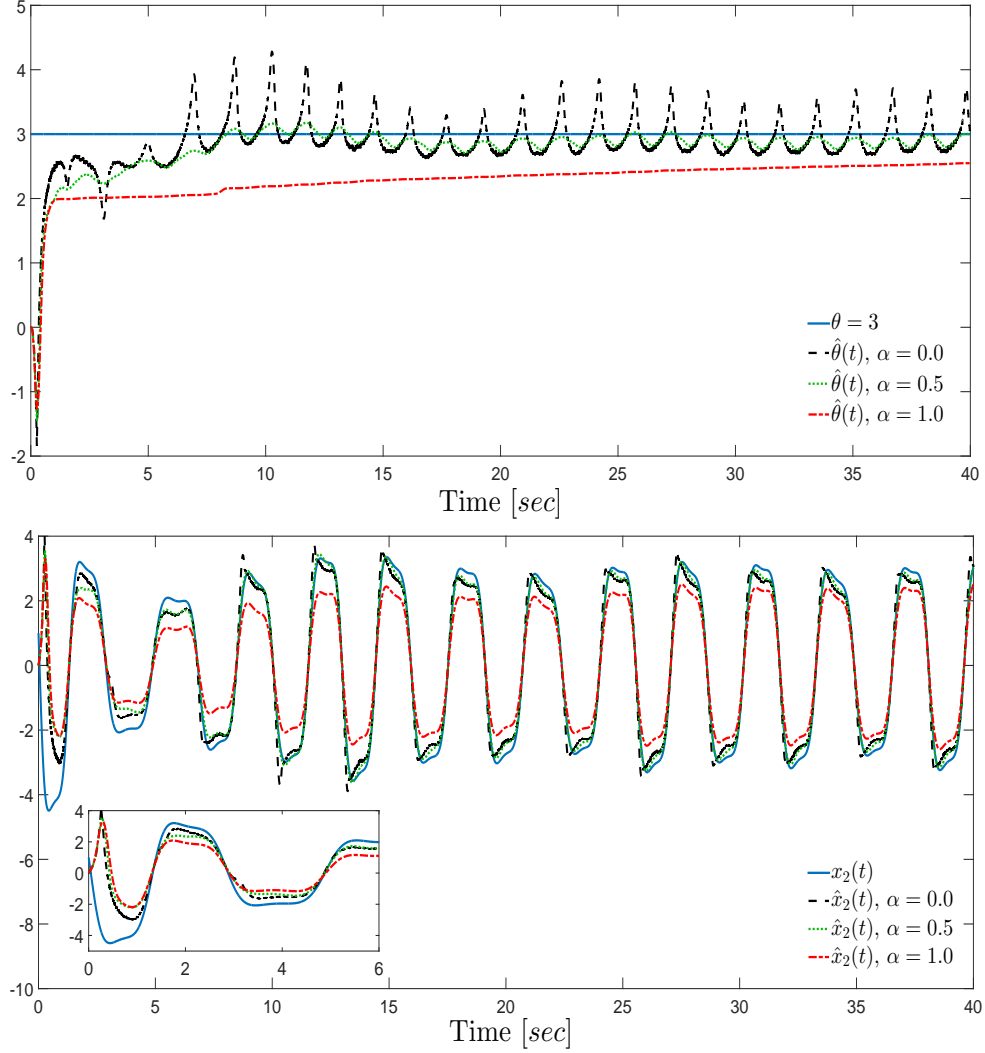 5
4
3
2
1
0
-1
-2
0 5 10 15 20 25 30 35 40
Time [sec]
θ = 3
θ̂(t), α = 0.0
θ̂(t), α = 0.5
θ̂(t), α = 1.0
4
2
0
-2
-4
-6
-8
-10
0 5 10 15 20 25 30 35 40
Time [sec]
4
2
0
-2
-4
0 2 4 6
x₂(t)
x̂₂(t), α = 0.0
x̂₂(t), α = 0.5
x̂₂(t), α = 1.0